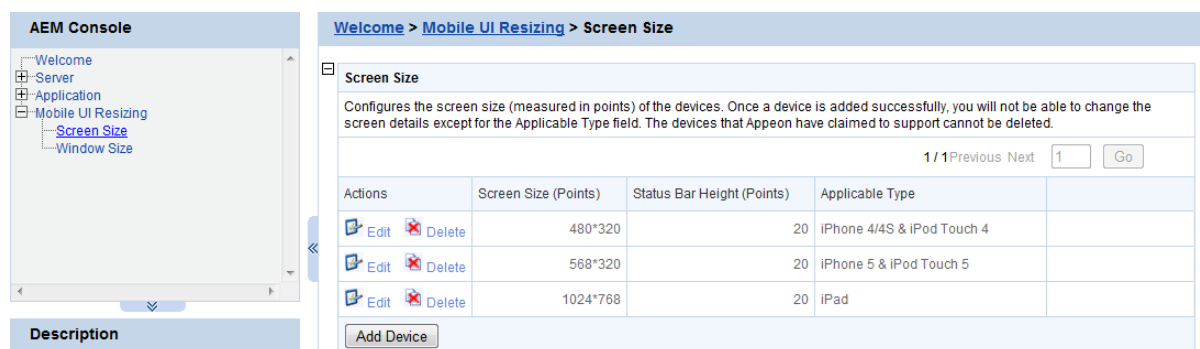 AEM Console
Welcome
Server
Application
Mobile UI Resizing
Screen Size
Window Size
Description
Welcome > Mobile UI Resizing > Screen Size
Screen Size
Configures the screen size (measured in points) of the devices. Once a device is added successfully, you will not be able to change the
screen details except for the Applicable Type field. The devices that Appeon have claimed to support cannot be deleted.
1 / 1 Previous Next 1 Go
Actions Screen Size (Points) Status Bar Height (Points) Applicable Type
Edit Delete 480*320 20 iPhone 4/4S & iPod Touch 4
Edit Delete 568*320 20 iPhone 5 & iPod Touch 5
Edit Delete 1024*768 20 iPad
Add Device